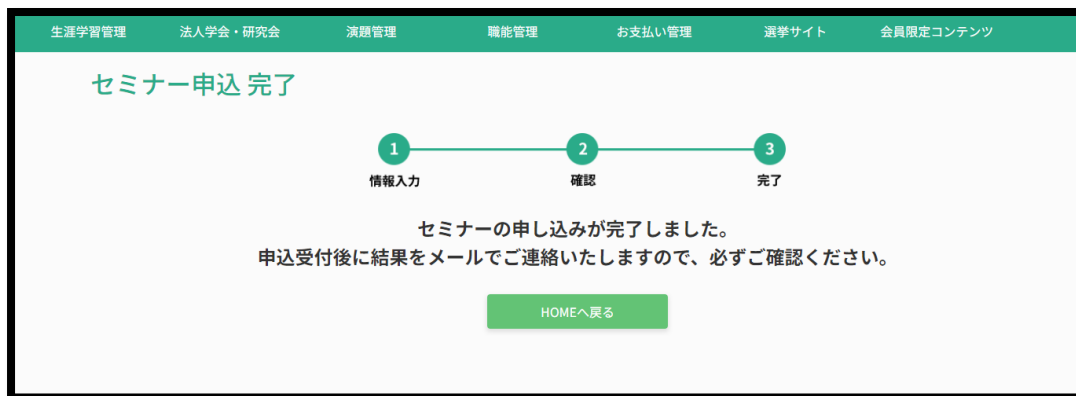 生涯学習管理 法人学会・研究会 演題管理 職能管理 お支払い管理 選挙サイト 会員限定コンテンツ
セミナー申込 完了
1 2 3
情報入力 確認 完了
セミナーの申し込みが完了しました。
申込受付後に結果をメールでご連絡いたしますので、必ずご確認ください。
HOMEへ戻る